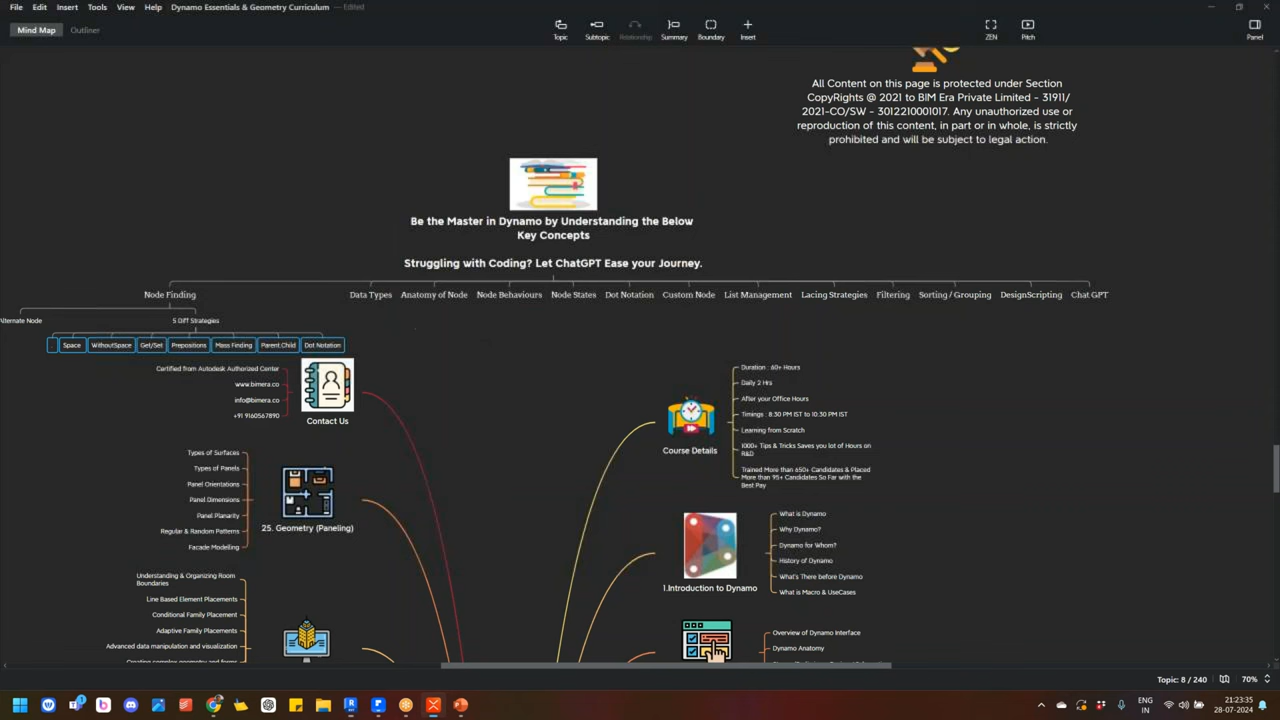 File Edit Insert Tools View Help Dynamo Essentials & Geometry Curriculum — Edited
Mind Map Outliner
Topic Subtopic Relationship Summary Boundary Insert ZEN Pitch Panel
All Content on this page is protected under Section
CopyRights @ 2021 to BIM Era Private Limited - 31911/
2021-CO/SW - 3012210001017. Any unauthorized use or
reproduction of this content, in part or in whole, is strictly
prohibited and will be subject to legal action.
Be the Master in Dynamo by Understanding the Below
Key Concepts
Struggling with Coding? Let ChatGPT Ease your Journey.
Node Finding Data Types Anatomy of Node Node Behaviours Node States Dot Notation Custom Node List Management Lacing Strategies Filtering Sorting / Grouping DesignScripting Chat GPT
lternate Node 5 Diff Strategies
Space WithoutSpace Get/Set Prepositions Mass Finding Parent.Child Dot Notation
Certified from Autodesk Authorized Center
www.bimera.co
info@bimera.co
+91 9160567890
Contact Us
Duration : 60+ Hours
Daily 2 Hrs
After your Office Hours
Timings : 8:30 PM IST to 10:30 PM IST
Learning from Scratch
1000+ Tips & Tricks Saves you lot of Hours on
R&D
Trained More than 650+ Candidates & Placed
More than 95+ Candidates So Far with the
Best Pay
Course Details
Types of Surfaces
Types of Panels
Panel Orientations
Panel Dimensions
Panel Planarity
Regular & Random Patterns
Facade Modelling
25. Geometry (Paneling)
What is Dynamo
Why Dynamo?
Dynamo for Whom?
History of Dynamo
What's There before Dynamo
What is Macro & UseCases
1.Introduction to Dynamo
Understanding & Organizing Room
Boundaries
Line Based Element Placements
Conditional Family Placement
Adaptive Family Placements
Advanced data manipulation and visualization
Creating complex geometry and forms
Overview of Dynamo Interface
Dynamo Anatomy
Topic: 8 / 240 70%
ENG
IN
21:23:35
28-07-2024